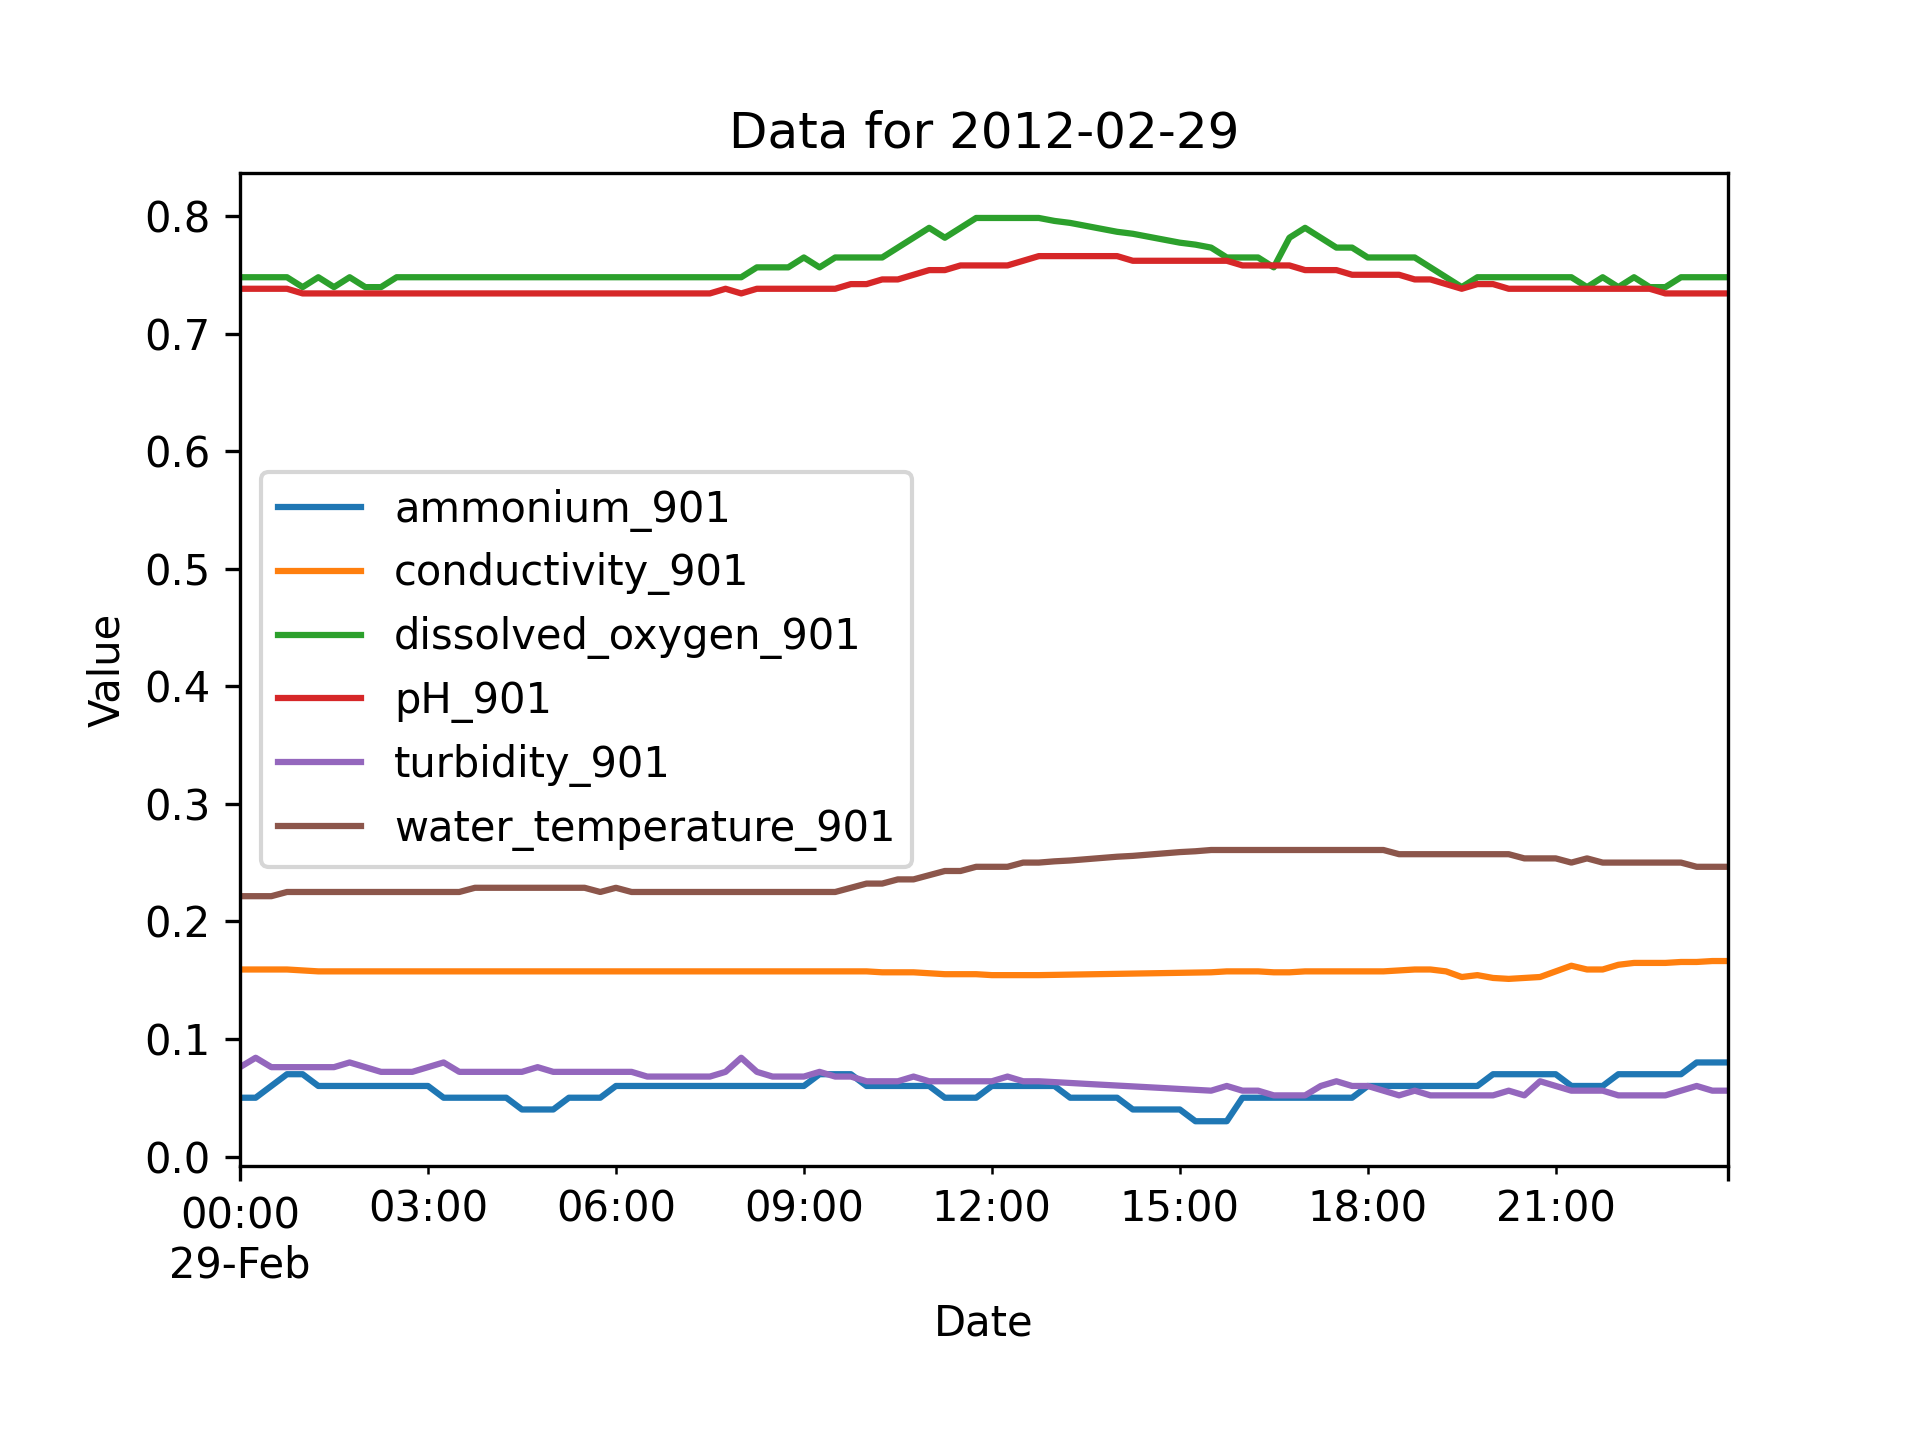 Data for 2012-02-29
0.8
0.7
0.6
0.5
0.4
0.3
0.2
0.1
0.0
Value
ammonium_901
conductivity_901
dissolved_oxygen_901
pH_901
turbidity_901
water_temperature_901
00:00 03:00 06:00 09:00 12:00 15:00 18:00 21:00
29-Feb
Date